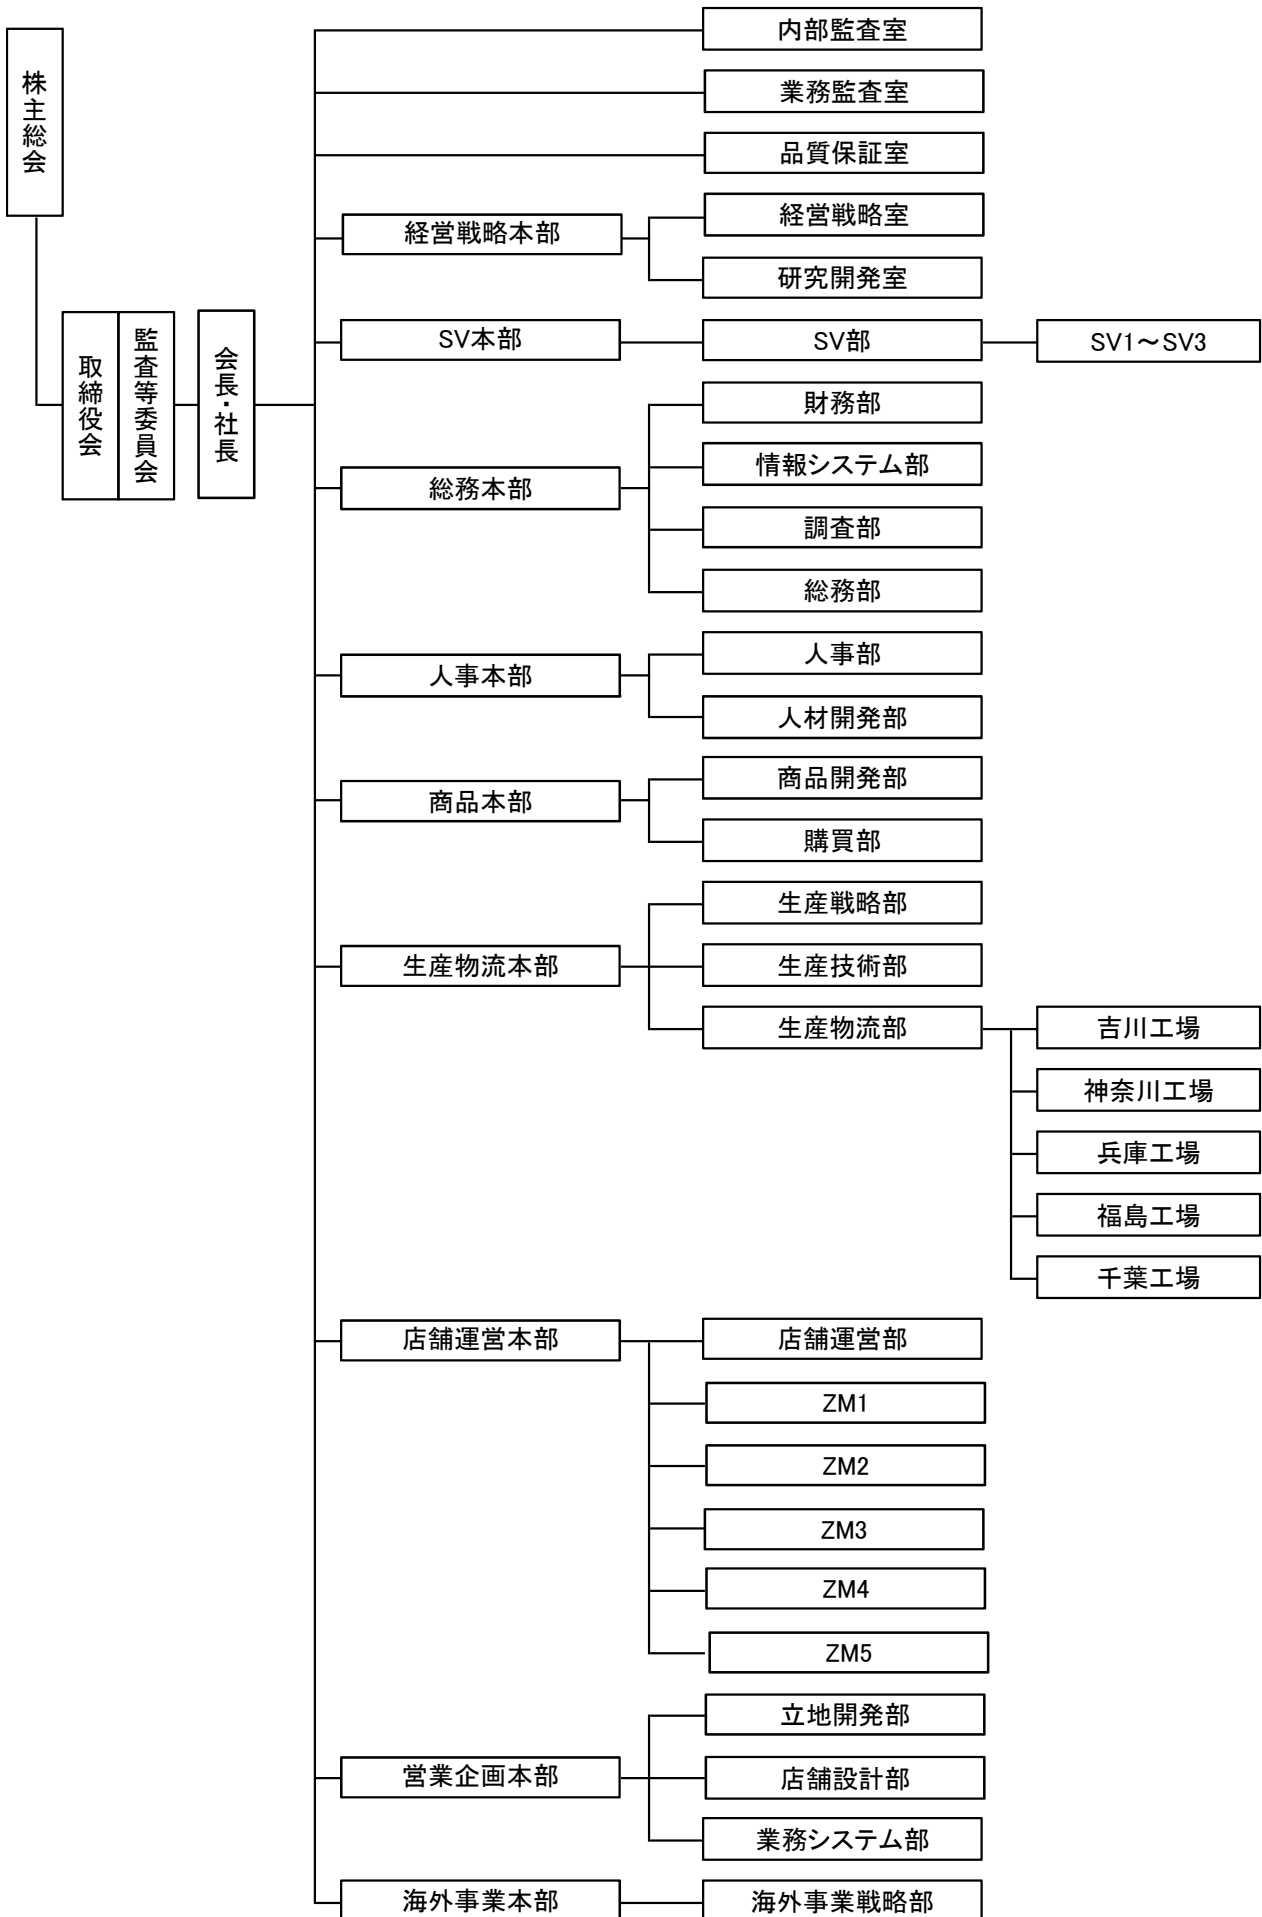 株主総会
取締役会
監査等委員会
会長・社長
内部監査室
業務監査室
品質保証室
経営戦略本部
経営戦略室
研究開発室
SV本部
SV部
SV1～SV3
総務本部
財務部
情報システム部
調査部
総務部
人事本部
人事部
人材開発部
商品本部
商品開発部
購買部
生産物流本部
生産戦略部
生産技術部
生産物流部
吉川工場
神奈川工場
兵庫工場
福島工場
千葉工場
店舗運営本部
店舗運営部
ZM1
ZM2
ZM3
ZM4
ZM5
営業企画本部
立地開発部
店舗設計部
業務システム部
海外事業本部
海外事業戦略部